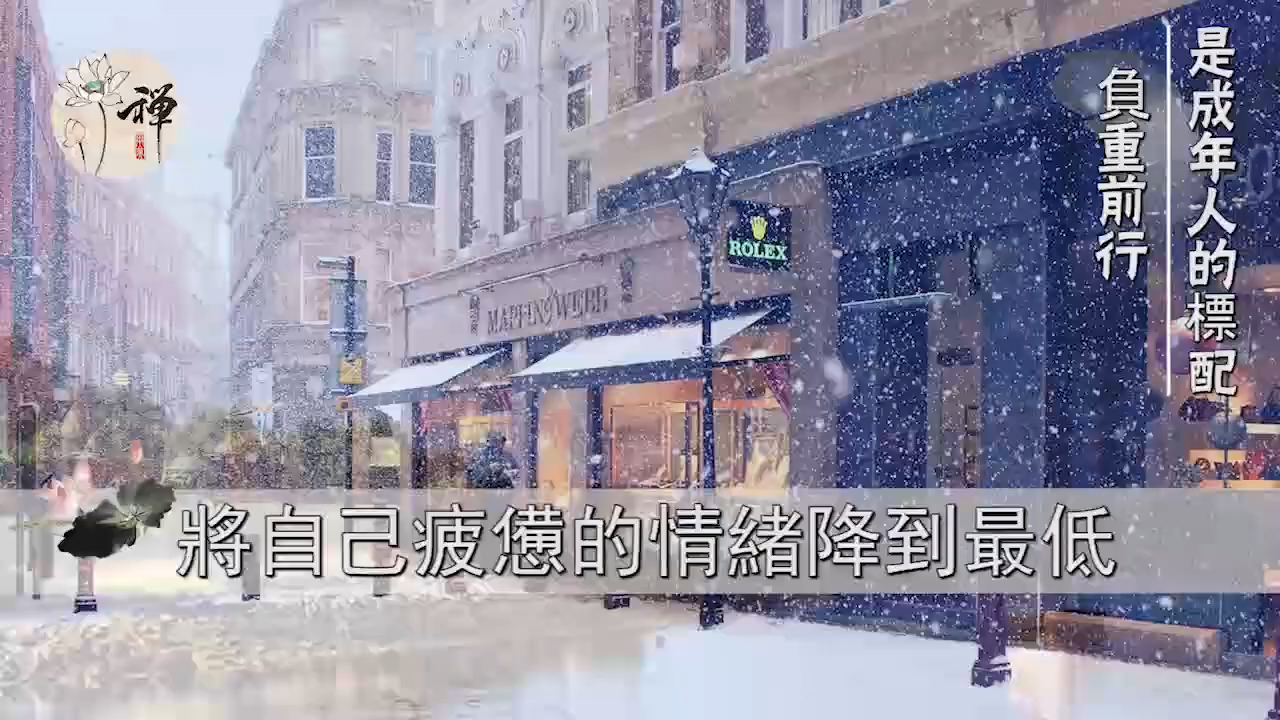 是成年人的標配
負重前行
禅
ROLEX
MAPPIN & WEBB
將自己疲憊的情緒降到最低